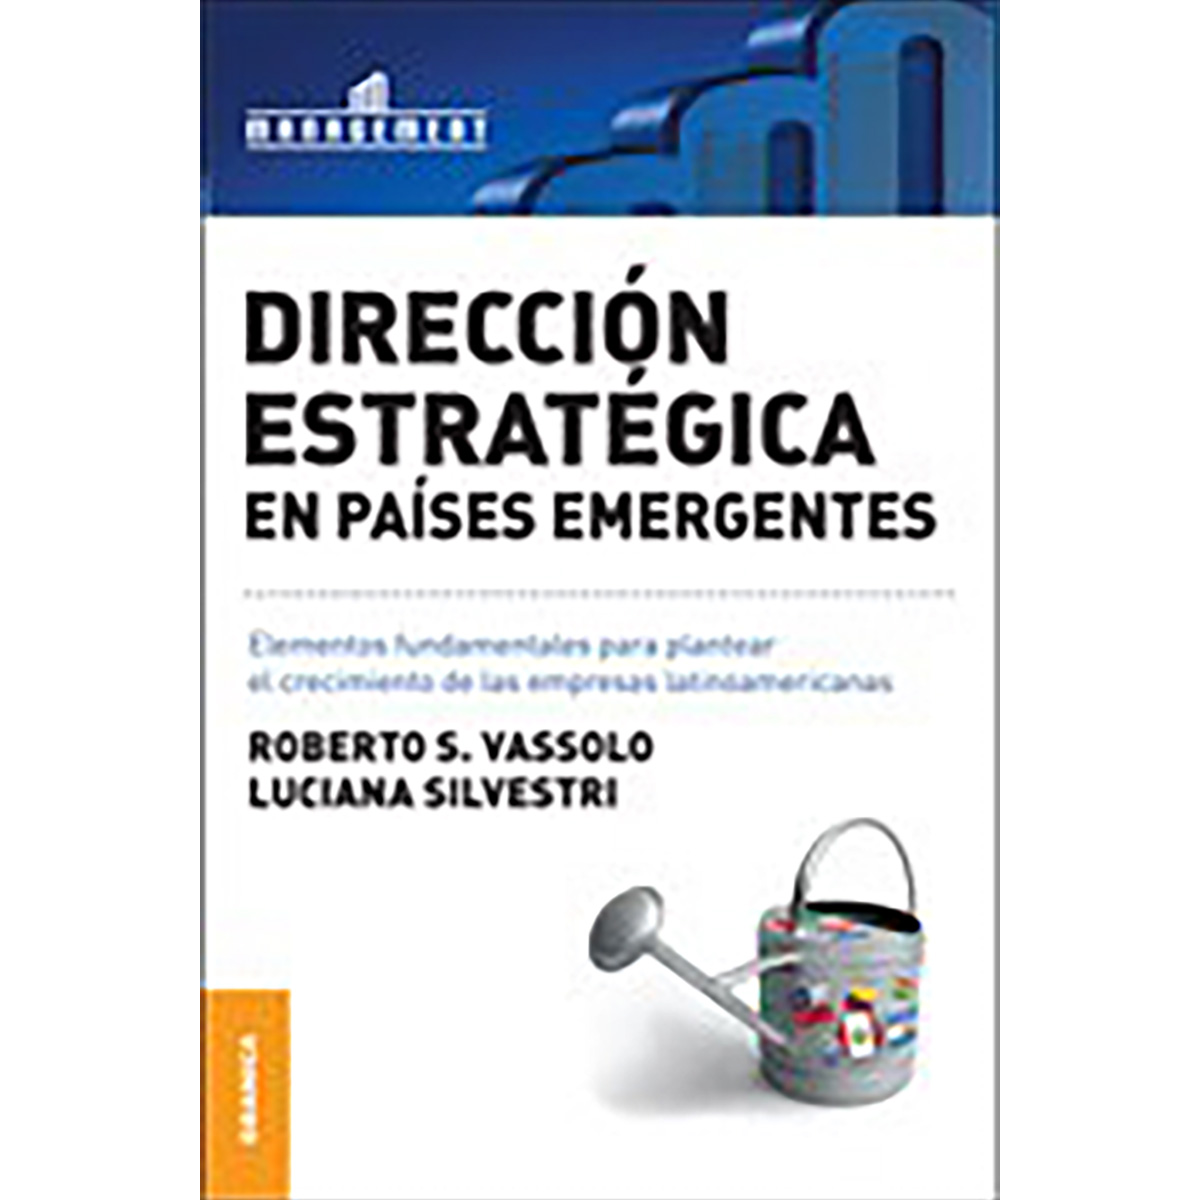 MANAGEMENT
DIRECCIÓN
ESTRATÉGICA
EN PAÍSES EMERGENTES
Elementos fundamentales para plantear
el crecimiento de las empresas latinoamericanas
ROBERTO S. VASSOLO
LUCIANA SILVESTRI
GRANICA